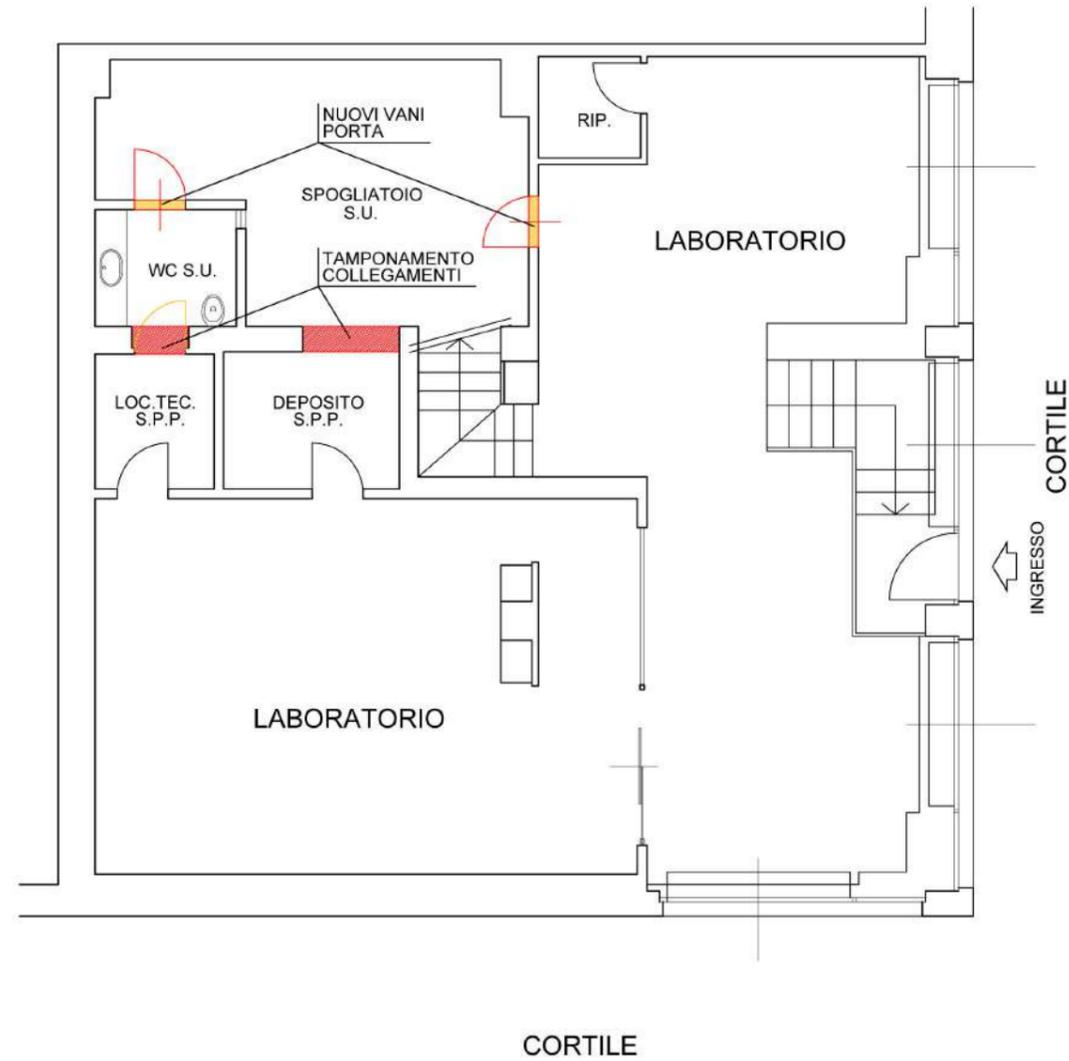 NUOVI VANI
PORTA
RIP.
SPOGLIATOIO
S.U.
LABORATORIO
TAMPONAMENTO
COLLEGAMENTI
WC S.U.
LOC.TEC.
S.P.P.
DEPOSITO
S.P.P.
CORTILE
INGRESSO
LABORATORIO
CORTILE